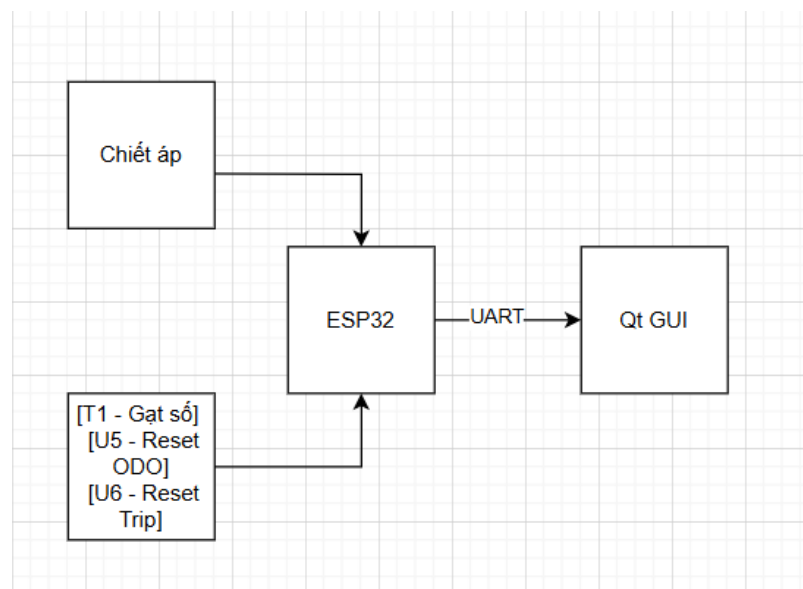 Chiết áp
ESP32
UART
Qt GUI
[T1 - Gạt số]
[U5 - Reset
ODO]
[U6 - Reset
Trip]